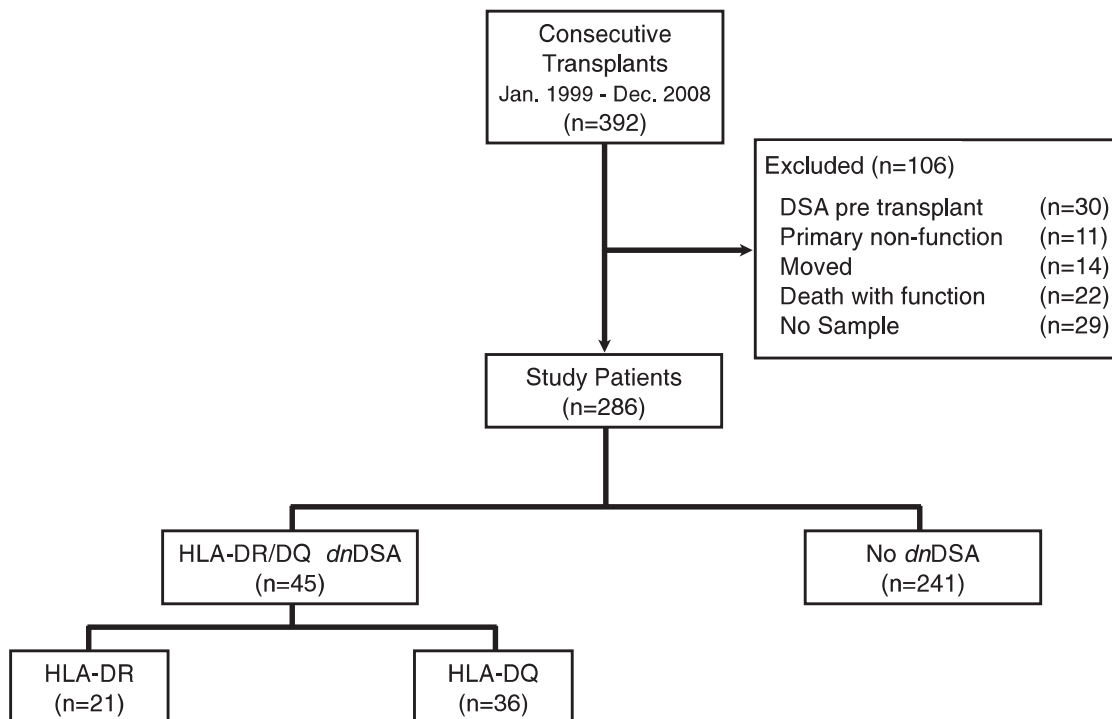 Consecutive
Transplants
Jan. 1999 - Dec. 2008
(n=392)
Excluded (n=106)
DSA pre transplant (n=30)
Primary non-function (n=11)
Moved (n=14)
Death with function (n=22)
No Sample (n=29)
Study Patients
(n=286)
HLA-DR/DQ dnDSA
(n=45)
No dnDSA
(n=241)
HLA-DR
(n=21)
HLA-DQ
(n=36)